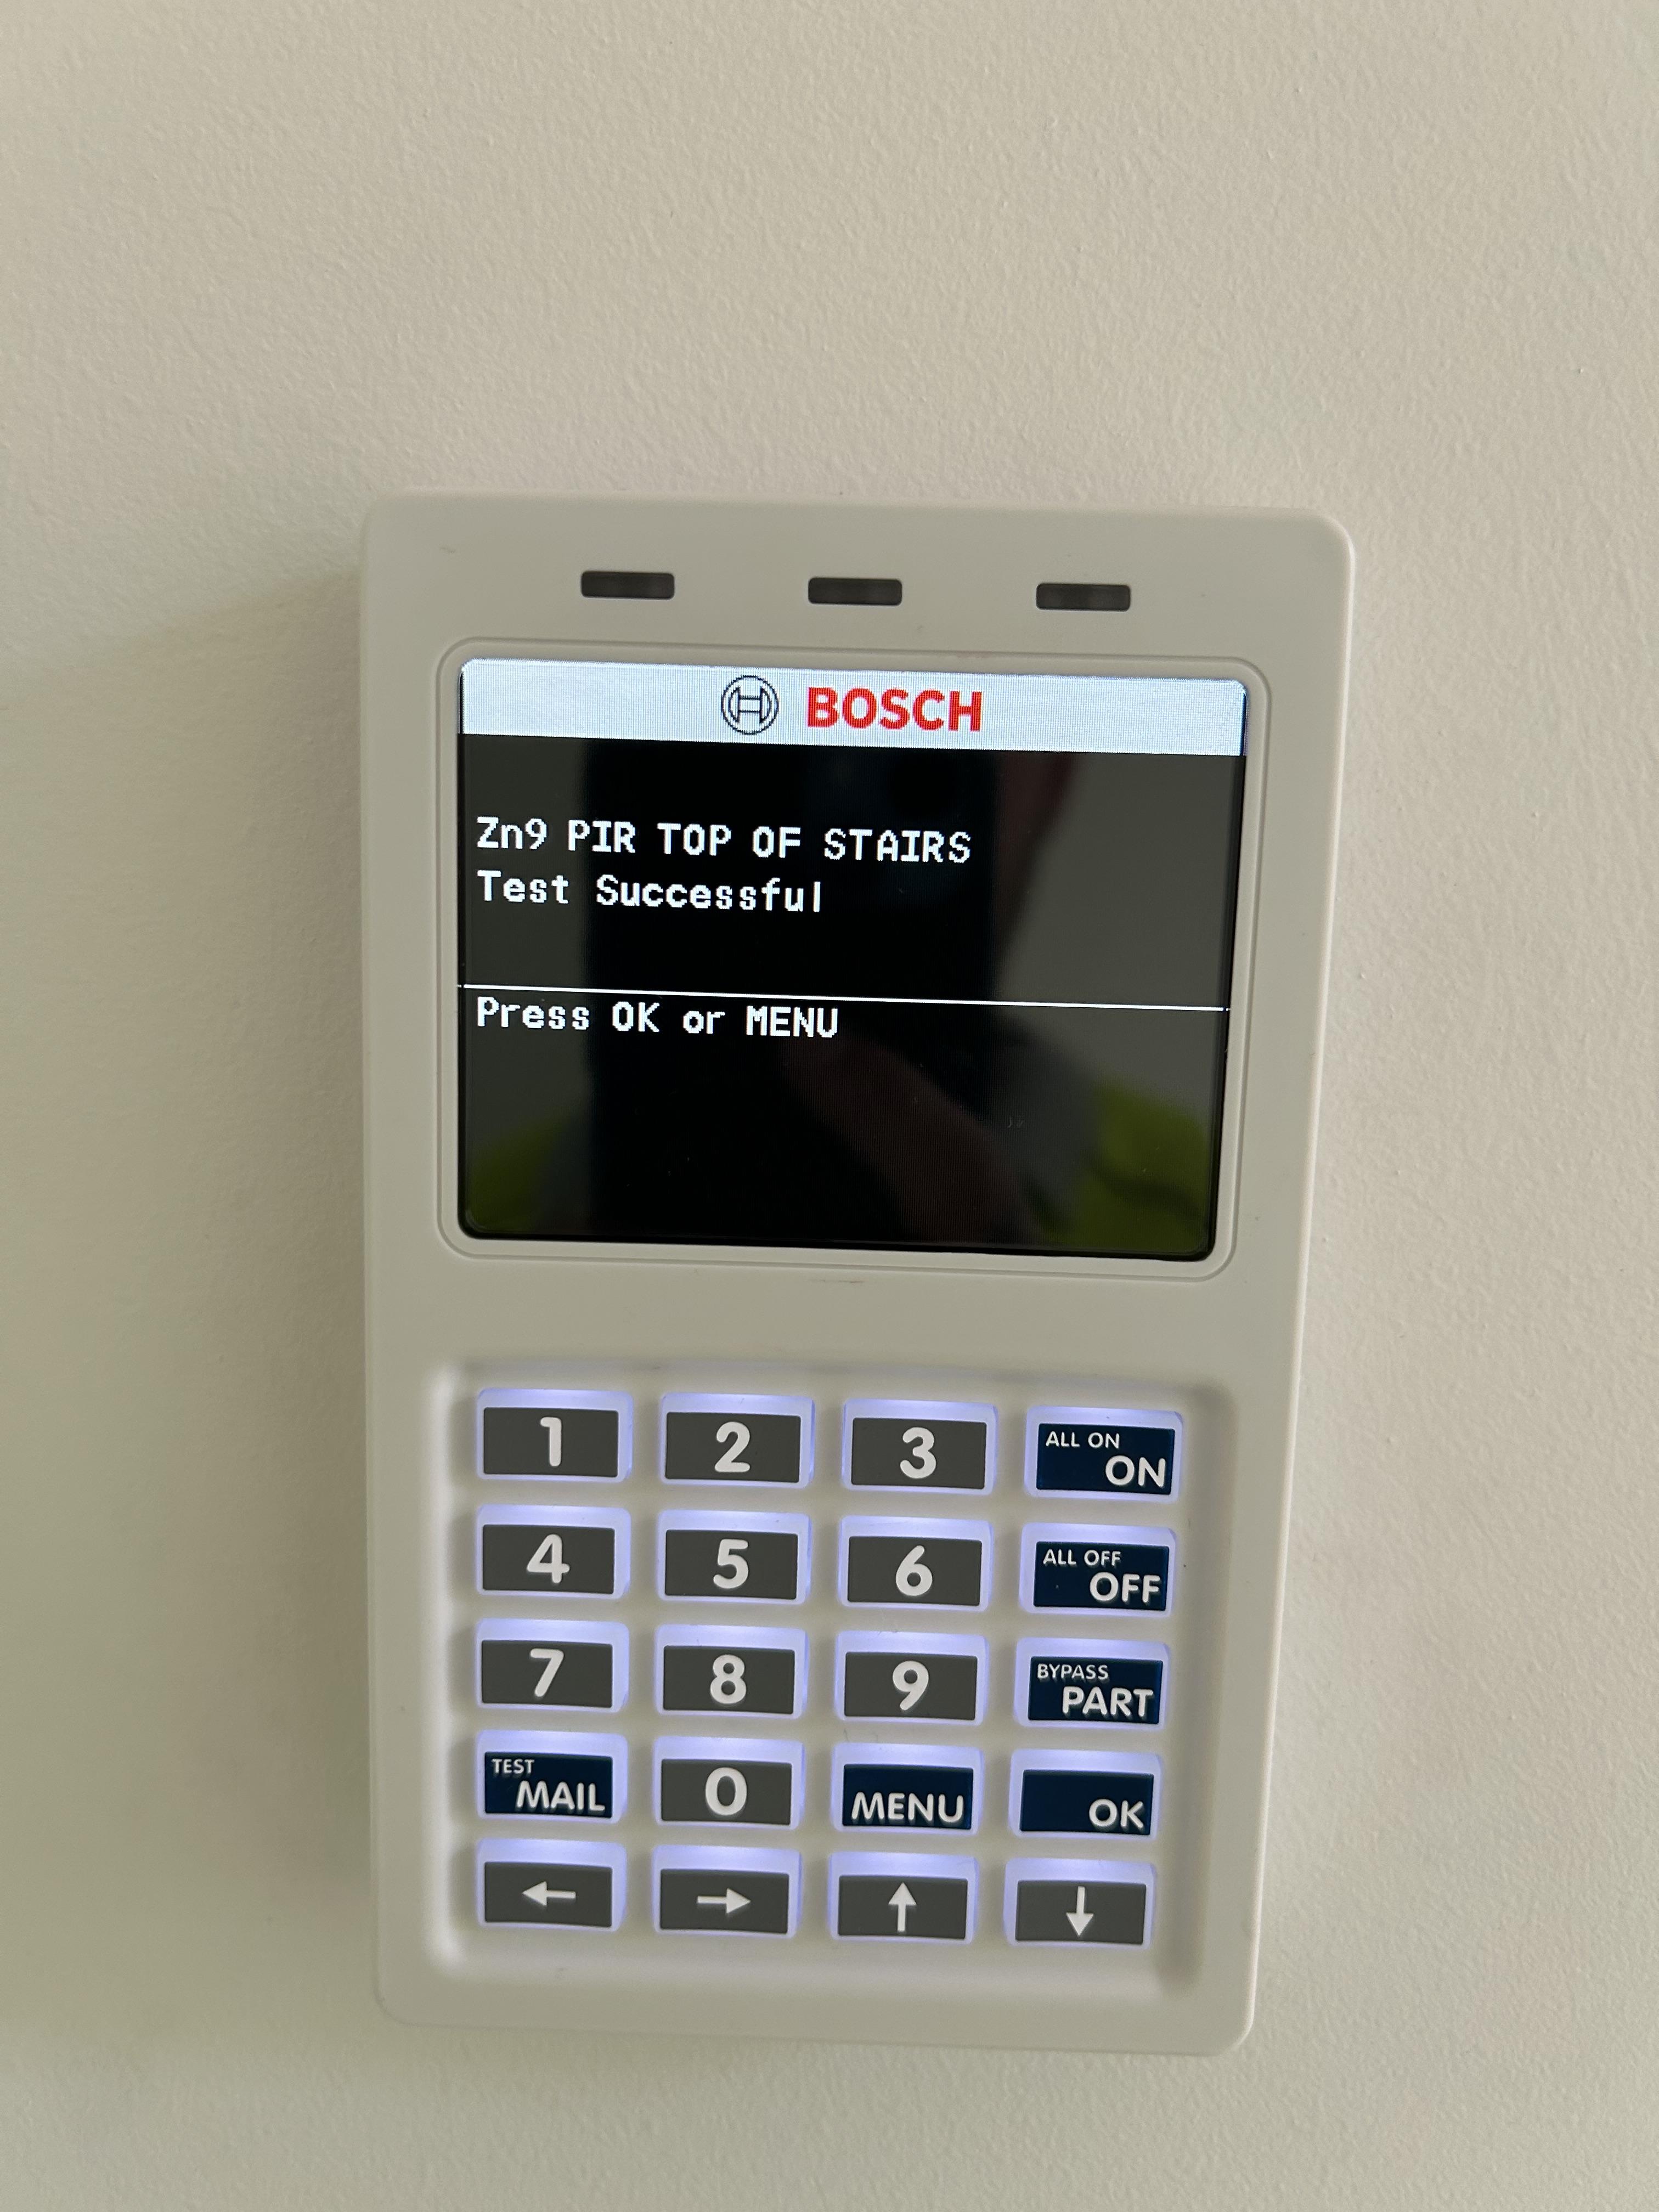 BOSCH
Zn9 PIR TOP OF STAIRS
Test Successful
Press OK or MENU
1 2 3 ALL ON ON
4 5 6 ALL OFF OFF
7 8 9 BYPASS PART
TEST MAIL 0 MENU OK
← → ↑ ↓